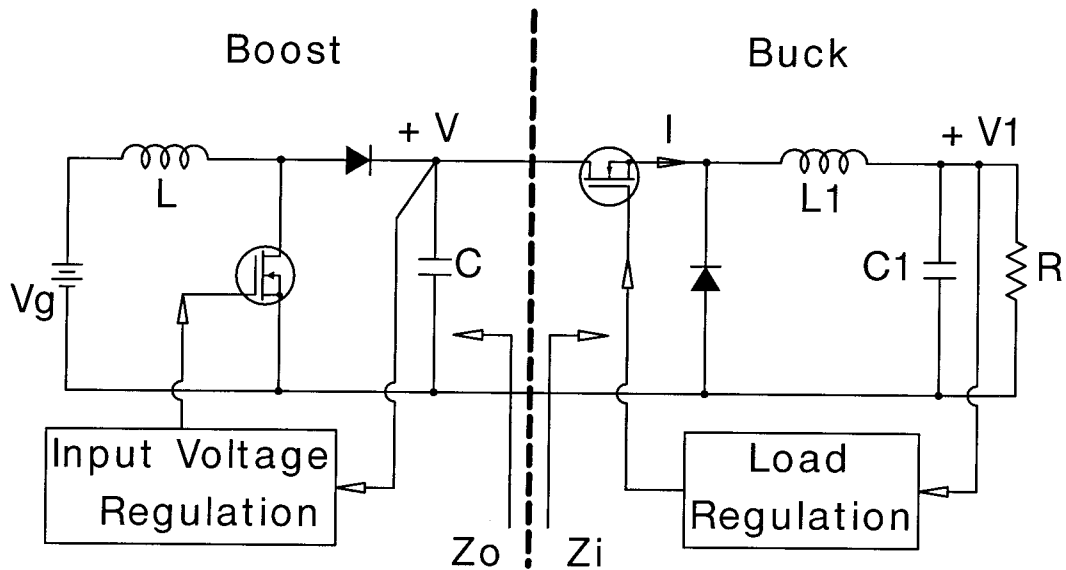 Boost
Buck
+ V
I
+ V1
L
L1
Vg
C
C1
R
Input Voltage
Regulation
Load
Regulation
Zo
Zi